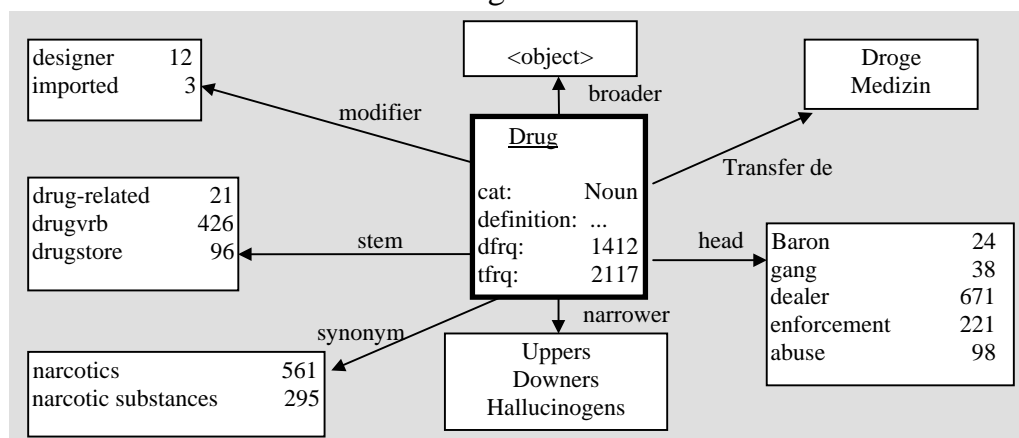 designer 12
imported 3
<object>
Droge
Medizin
modifier
broader
Transfer de
Drug
cat: Noun
definition: ...
dfrq: 1412
tfrq: 2117
drug-related 21
drugvrb 426
drugstore 96
stem
head
Baron 24
gang 38
dealer 671
enforcement 221
abuse 98
synonym
narrower
narcotics 561
narcotic substances 295
Uppers
Downers
Hallucinogens